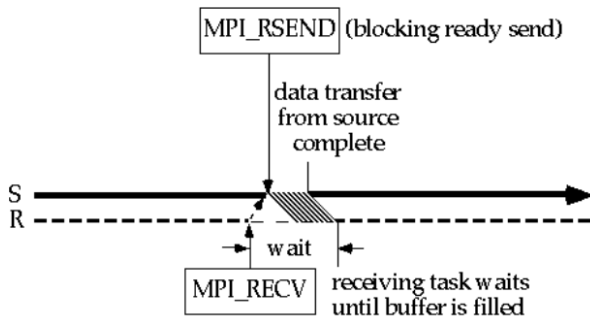 MPI_RSEND (blocking ready send)
data transfer
from source
complete
S
R
wait
MPI_RECV
receiving task waits
until buffer is filled